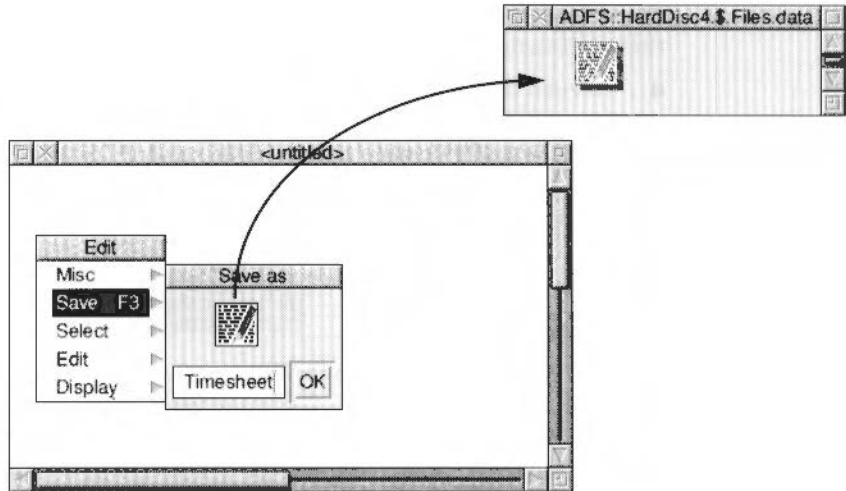 ADFS::HardDisc4.$.Files.data
<untitled>
Edit
Misc
Save F3
Select
Edit
Display
Save as
Timesheet
OK